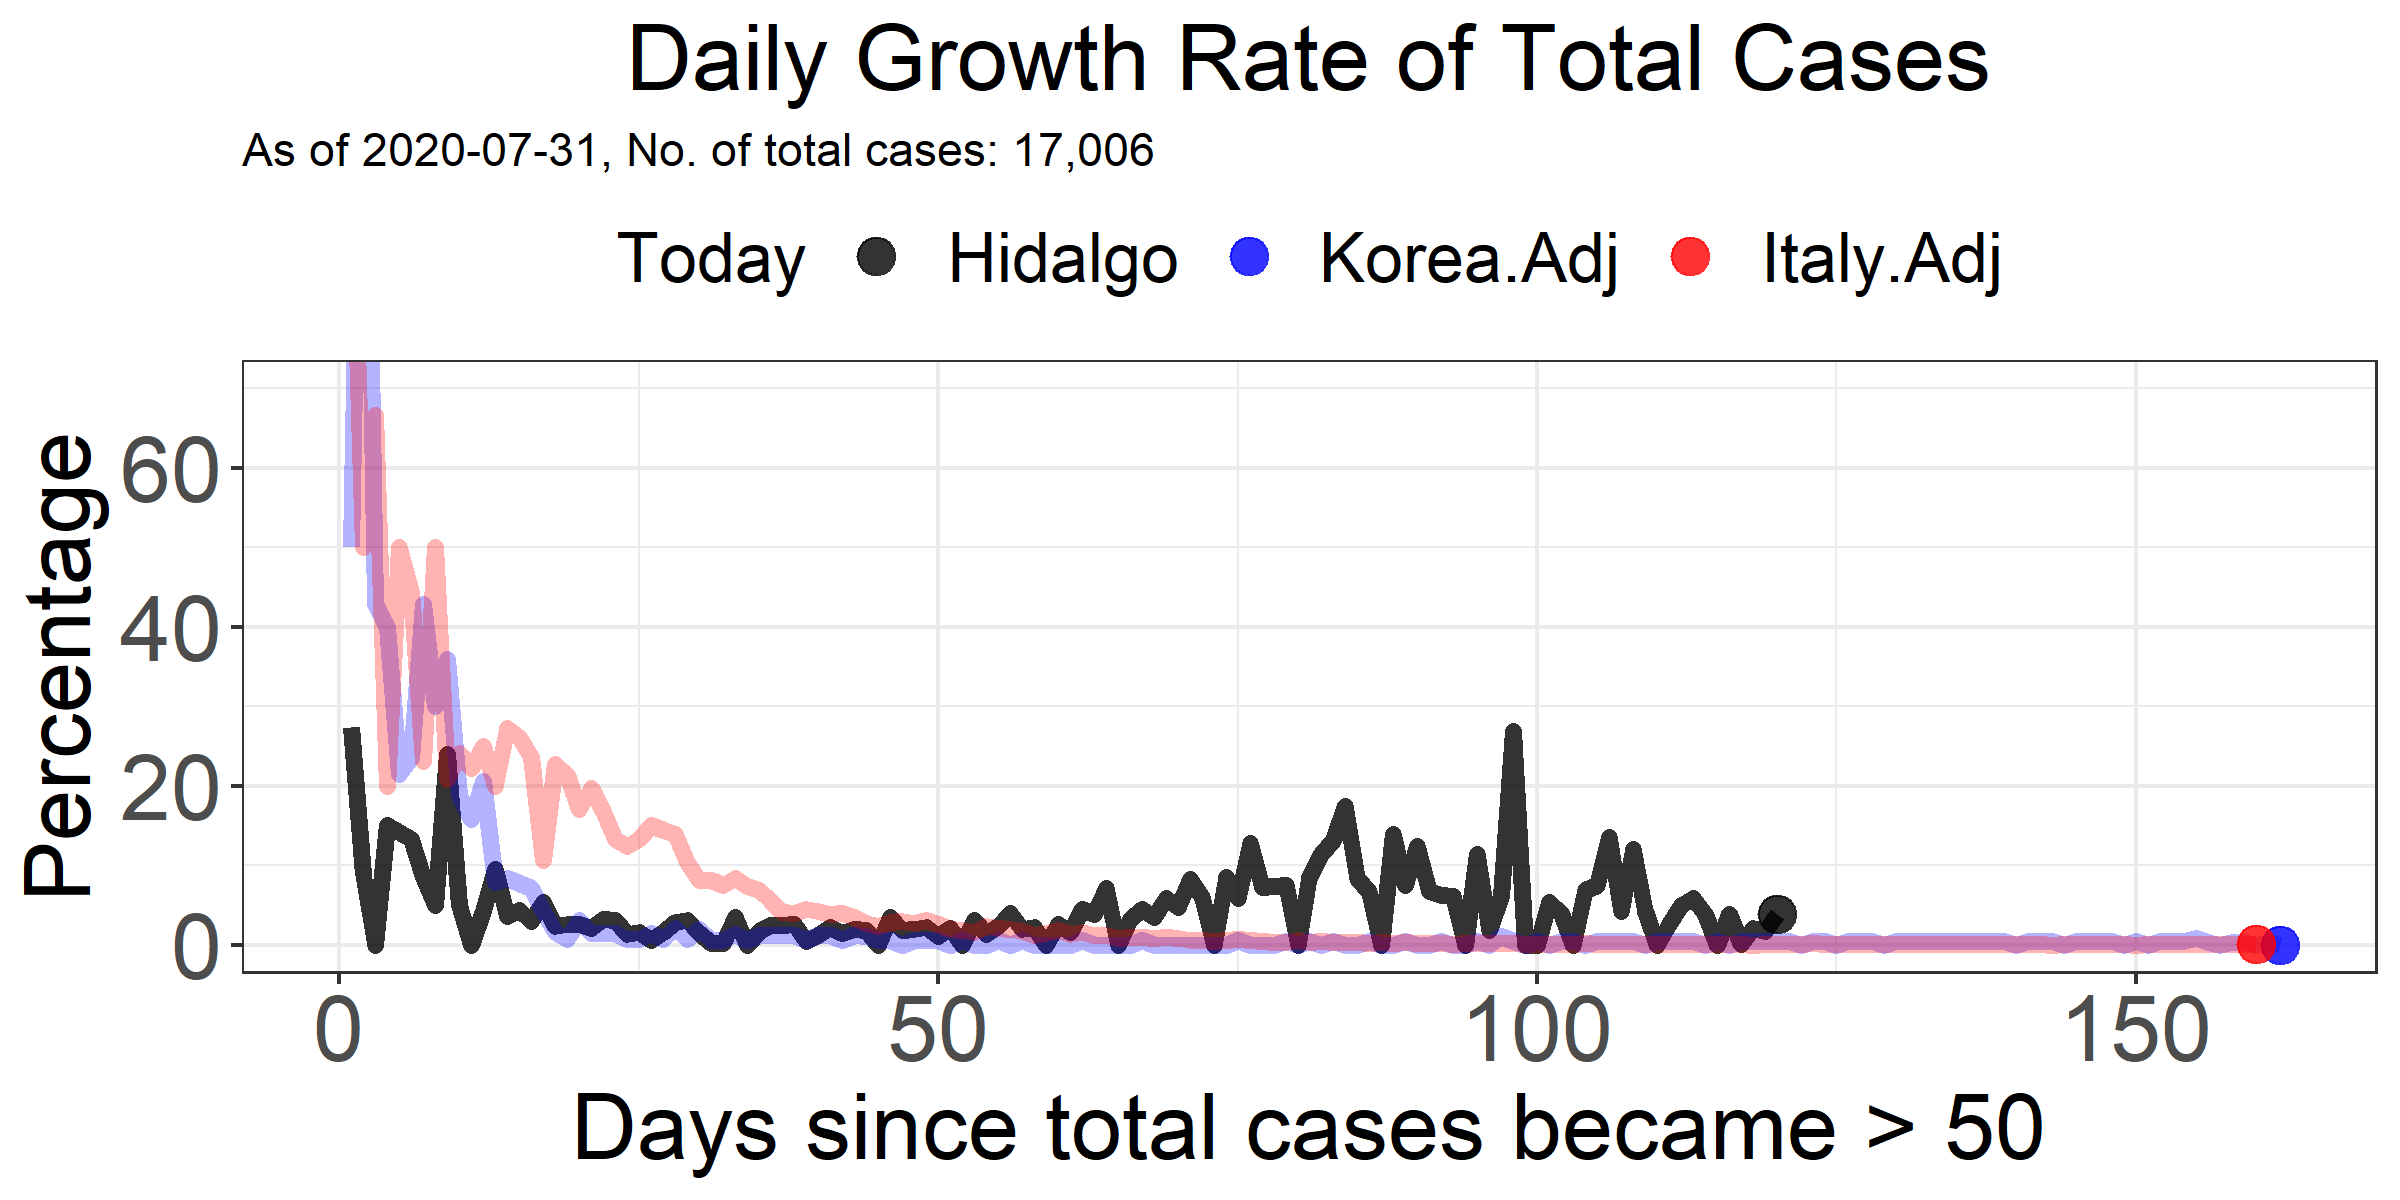 Daily Growth Rate of Total Cases
As of 2020-07-31, No. of total cases: 17,006
Today Hidalgo Korea.Adj Italy.Adj
Percentage
60
40
20
0
0 50 100 150
Days since total cases became > 50